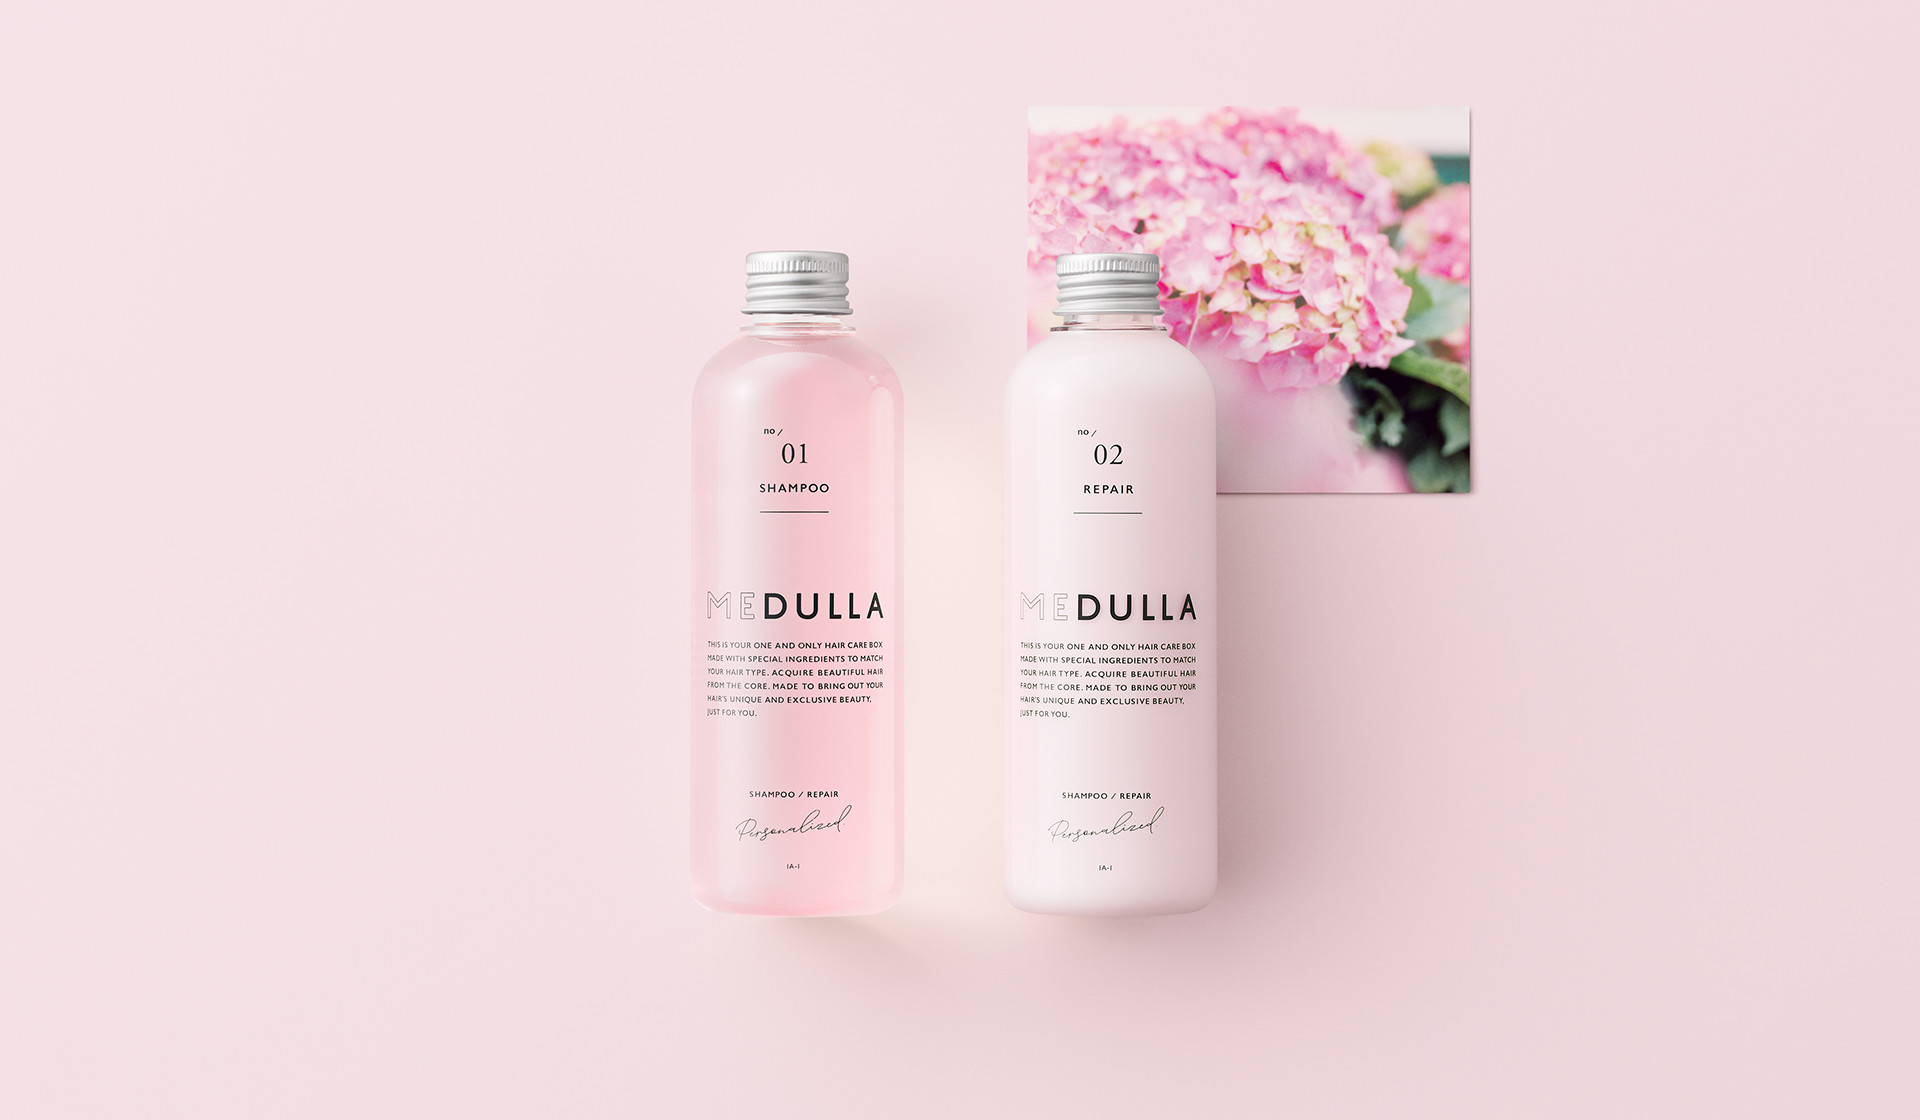 no/
01
SHAMPOO
MEDULLA
THIS IS YOUR ONE AND ONLY HAIR CARE BOX
MADE WITH SPECIAL INGREDIENTS TO MATCH
YOUR HAIR TYPE. ACQUIRE BEAUTIFUL HAIR
FROM THE CORE. MADE TO BRING OUT YOUR
HAIR'S UNIQUE AND EXCLUSIVE BEAUTY,
JUST FOR YOU.
SHAMPOO / REPAIR
Personalized.
IA-I
no/
02
REPAIR
MEDULLA
THIS IS YOUR ONE AND ONLY HAIR CARE BOX
MADE WITH SPECIAL INGREDIENTS TO MATCH
YOUR HAIR TYPE. ACQUIRE BEAUTIFUL HAIR
FROM THE CORE. MADE TO BRING OUT YOUR
HAIR'S UNIQUE AND EXCLUSIVE BEAUTY,
JUST FOR YOU.
SHAMPOO / REPAIR
Personalized.
IA-I